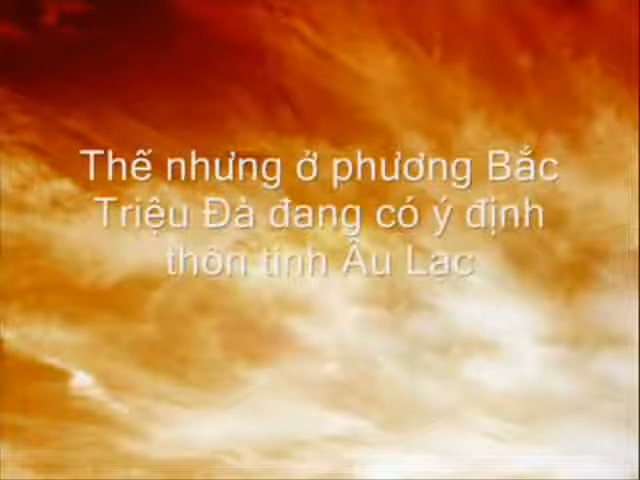 Thế nhưng ở phương Bắc
Triệu Đà đang có ý định
thôn tính Âu Lạc